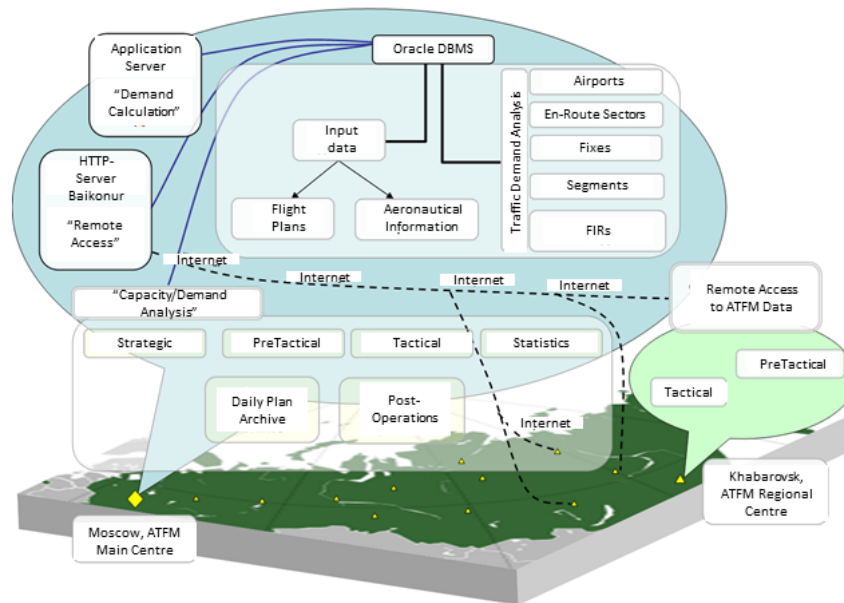 Application
Server
“Demand
Calculation”
Oracle DBMS
HTTP-
Server
Baikonur
“Remote
Access”
Input
data
Flight
Plans
Aeronautical
Information
Traffic Demand Analysis
Airports
En-Route Sectors
Fixes
Segments
FIRs
Internet
Internet
Internet
Internet
“Capacity/Demand
Analysis”
Remote Access
to ATFM Data
Strategic
PreTactical
Tactical
Statistics
Daily Plan
Archive
Post-
Operations
PreTactical
Tactical
Internet
Moscow, ATFM
Main Centre
Khabarovsk,
ATFM Regional
Centre